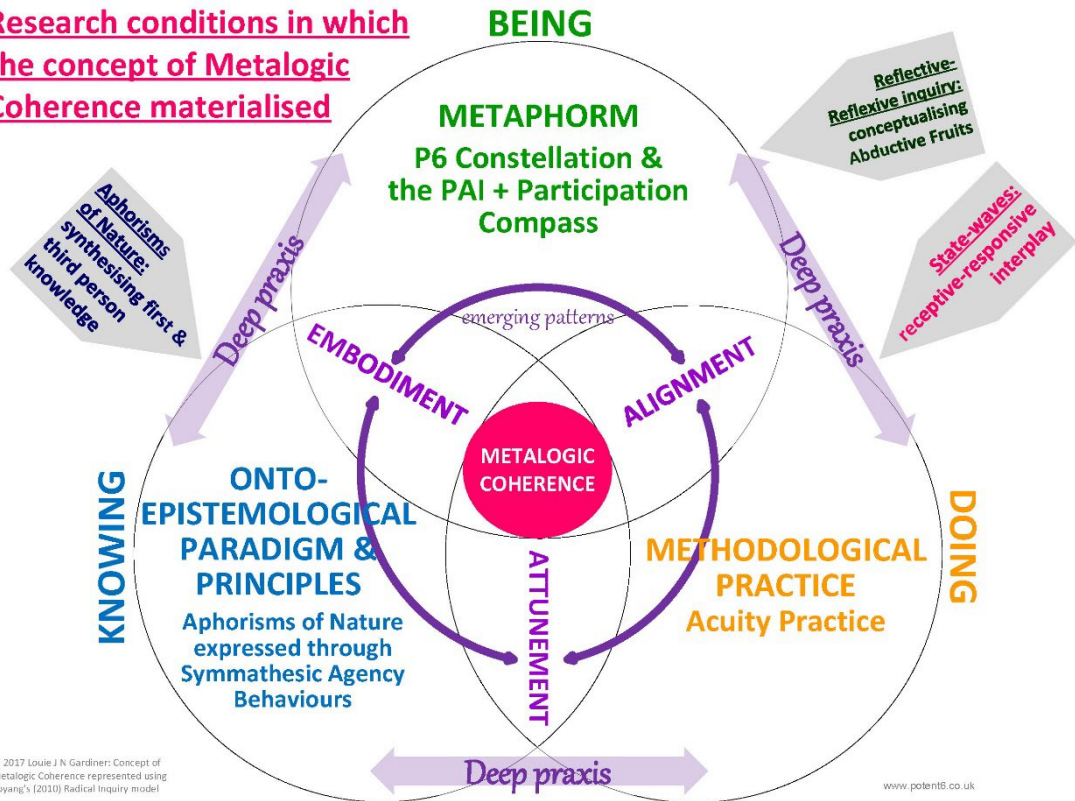 Research conditions in which
the concept of Metalogic
Coherence materialised
BEING
METAPHORM
P6 Constellation &
the PAI + Participation
Compass
Reflective-
Reflexive inquiry:
conceptualising
Abductive Fruits
State-waves:
receptive-responsive
interplay
Aphorisms
of Nature:
synthesising first &
third person
knowledge
Deep praxis
Deep praxis
emerging patterns
EMBODIMENT
ALIGNMENT
METALOGIC
COHERENCE
KNOWING
ONTO-
EPISTEMOLOGICAL
PARADIGM &
PRINCIPLES
Aphorisms of Nature
expressed through
Symmathesic Agency
Behaviours
ATTUNEMENT
METHODOLOGICAL
PRACTICE
Acuity Practice
DOING
Deep praxis
2017 Louie J N Gardiner: Concept of
Metalogic Coherence represented using
oyang's (2010) Radical Inquiry model
www.potent6.co.uk